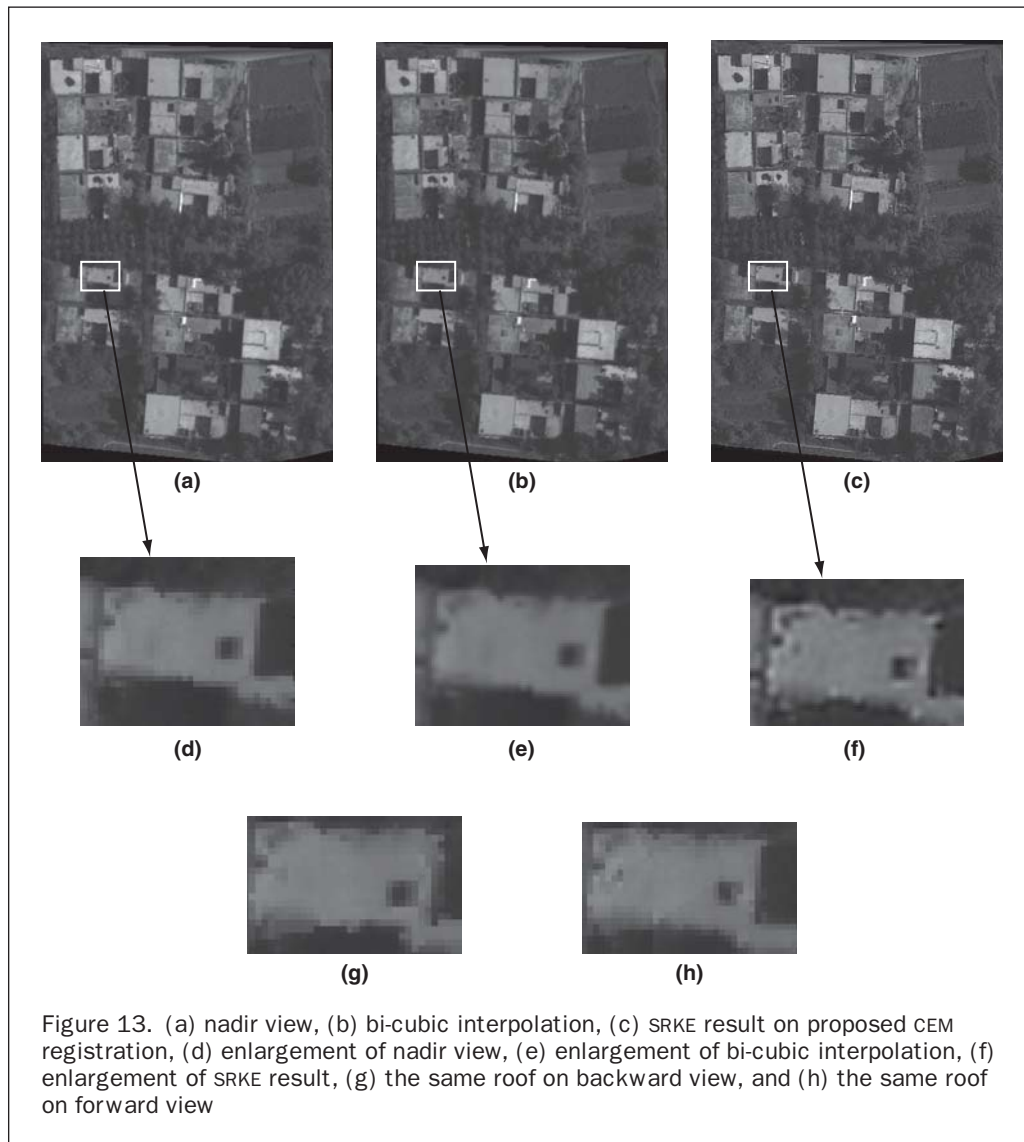 (a)
(b)
(c)
(d)
(e)
(f)
(g)
(h)
Figure 13. (a) nadir view, (b) bi-cubic interpolation, (c) SRKE result on proposed CEM
registration, (d) enlargement of nadir view, (e) enlargement of bi-cubic interpolation, (f)
enlargement of SRKE result, (g) the same roof on backward view, and (h) the same roof
on forward view